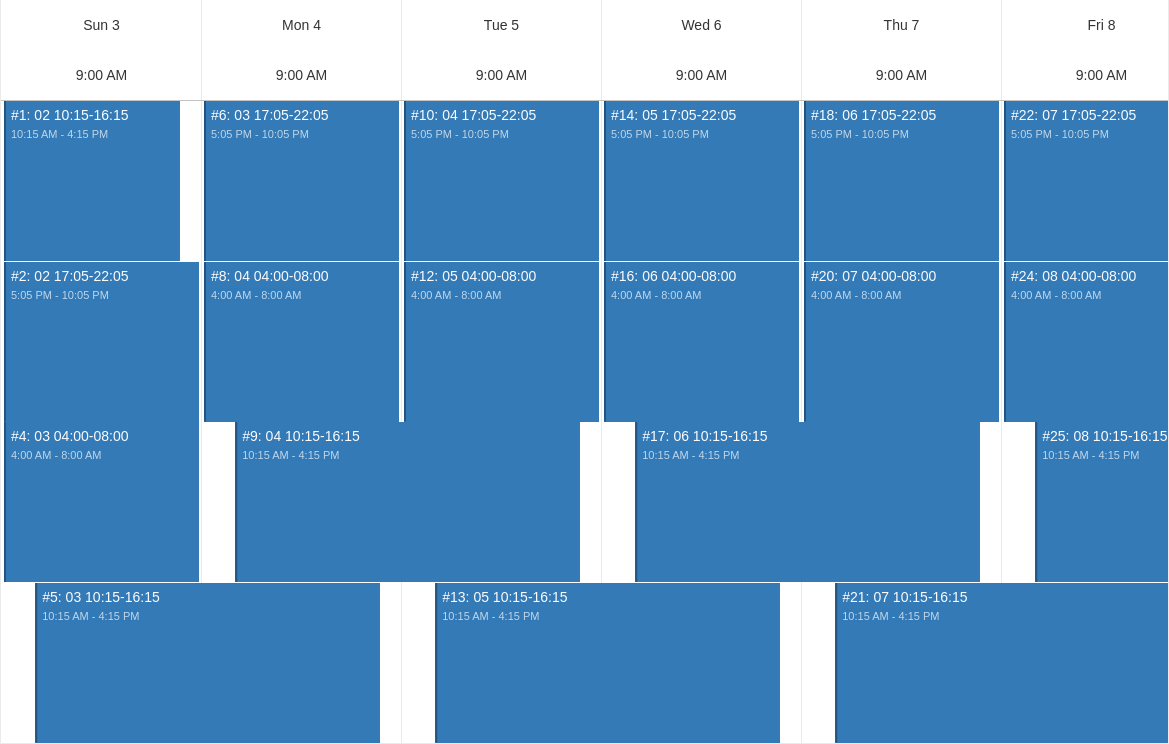 Sun 3
Mon 4
Tue 5
Wed 6
Thu 7
Fri 8
9:00 AM
9:00 AM
9:00 AM
9:00 AM
9:00 AM
9:00 AM
#1: 02 10:15-16:15
10:15 AM - 4:15 PM
#6: 03 17:05-22:05
5:05 PM - 10:05 PM
#10: 04 17:05-22:05
5:05 PM - 10:05 PM
#14: 05 17:05-22:05
5:05 PM - 10:05 PM
#18: 06 17:05-22:05
5:05 PM - 10:05 PM
#22: 07 17:05-22:05
5:05 PM - 10:05 PM
#2: 02 17:05-22:05
5:05 PM - 10:05 PM
#8: 04 04:00-08:00
4:00 AM - 8:00 AM
#12: 05 04:00-08:00
4:00 AM - 8:00 AM
#16: 06 04:00-08:00
4:00 AM - 8:00 AM
#20: 07 04:00-08:00
4:00 AM - 8:00 AM
#24: 08 04:00-08:00
4:00 AM - 8:00 AM
#4: 03 04:00-08:00
4:00 AM - 8:00 AM
#9: 04 10:15-16:15
10:15 AM - 4:15 PM
#17: 06 10:15-16:15
10:15 AM - 4:15 PM
#25: 08 10:15-16:15
10:15 AM - 4:15 PM
#5: 03 10:15-16:15
10:15 AM - 4:15 PM
#13: 05 10:15-16:15
10:15 AM - 4:15 PM
#21: 07 10:15-16:15
10:15 AM - 4:15 PM